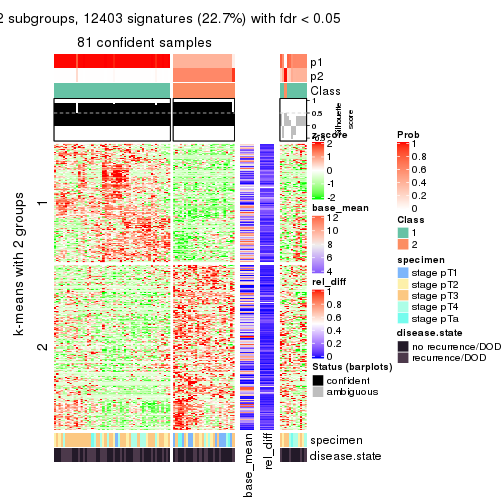 2 subgroups, 12403 signatures (22.7%) with fdr < 0.05
81 confident samples
p1
p2
Class
1
0.5
0
Silhouette
score
k-means with 2 groups
1
2
z-score
2
1
0
-1
-2
base_mean
12
10
8
6
4
rel_diff
1
0.8
0.6
0.4
0.2
0
Status (barplots)
confident
ambiguous
Prob
1
0.8
0.6
0.4
0.2
0
Class
1
2
specimen
stage pT1
stage pT2
stage pT3
stage pT4
stage pTa
disease.state
no recurrence/DOD
recurrence/DOD
specimen
disease.state
base_mean
rel_diff